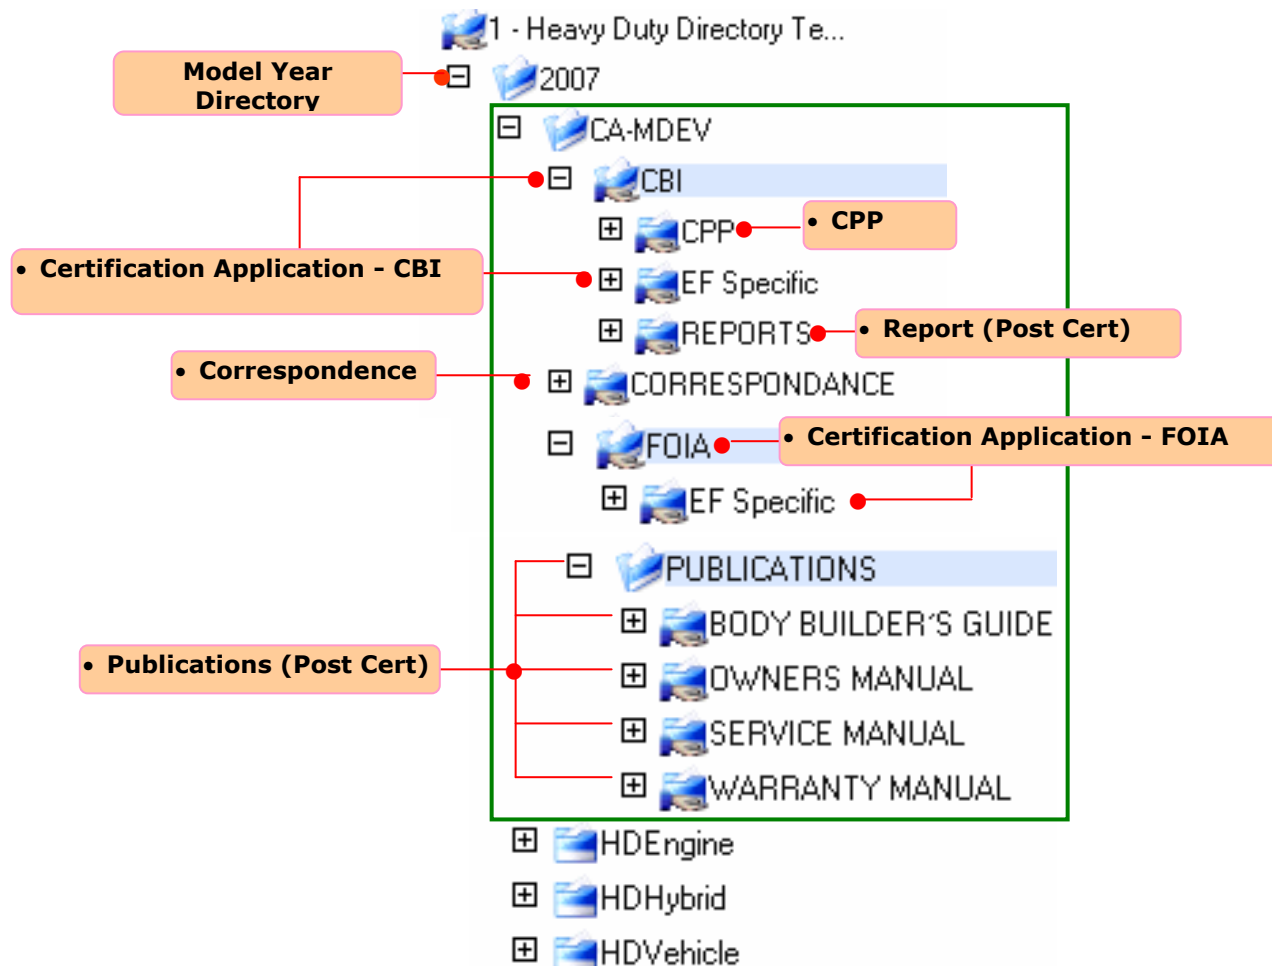 1 - Heavy Duty Directory Te...
Model Year
Directory
2007
CA-MDEV
CBI
CPP
• CPP
• Certification Application - CBI
EF Specific
REPORTS
• Report (Post Cert)
• Correspondence
CORRESPONDANCE
FOIA
• Certification Application - FOIA
EF Specific
PUBLICATIONS
BODY BUILDER'S GUIDE
• Publications (Post Cert)
OWNERS MANUAL
SERVICE MANUAL
WARRANTY MANUAL
HDEngine
HDHybrid
HDVehicle